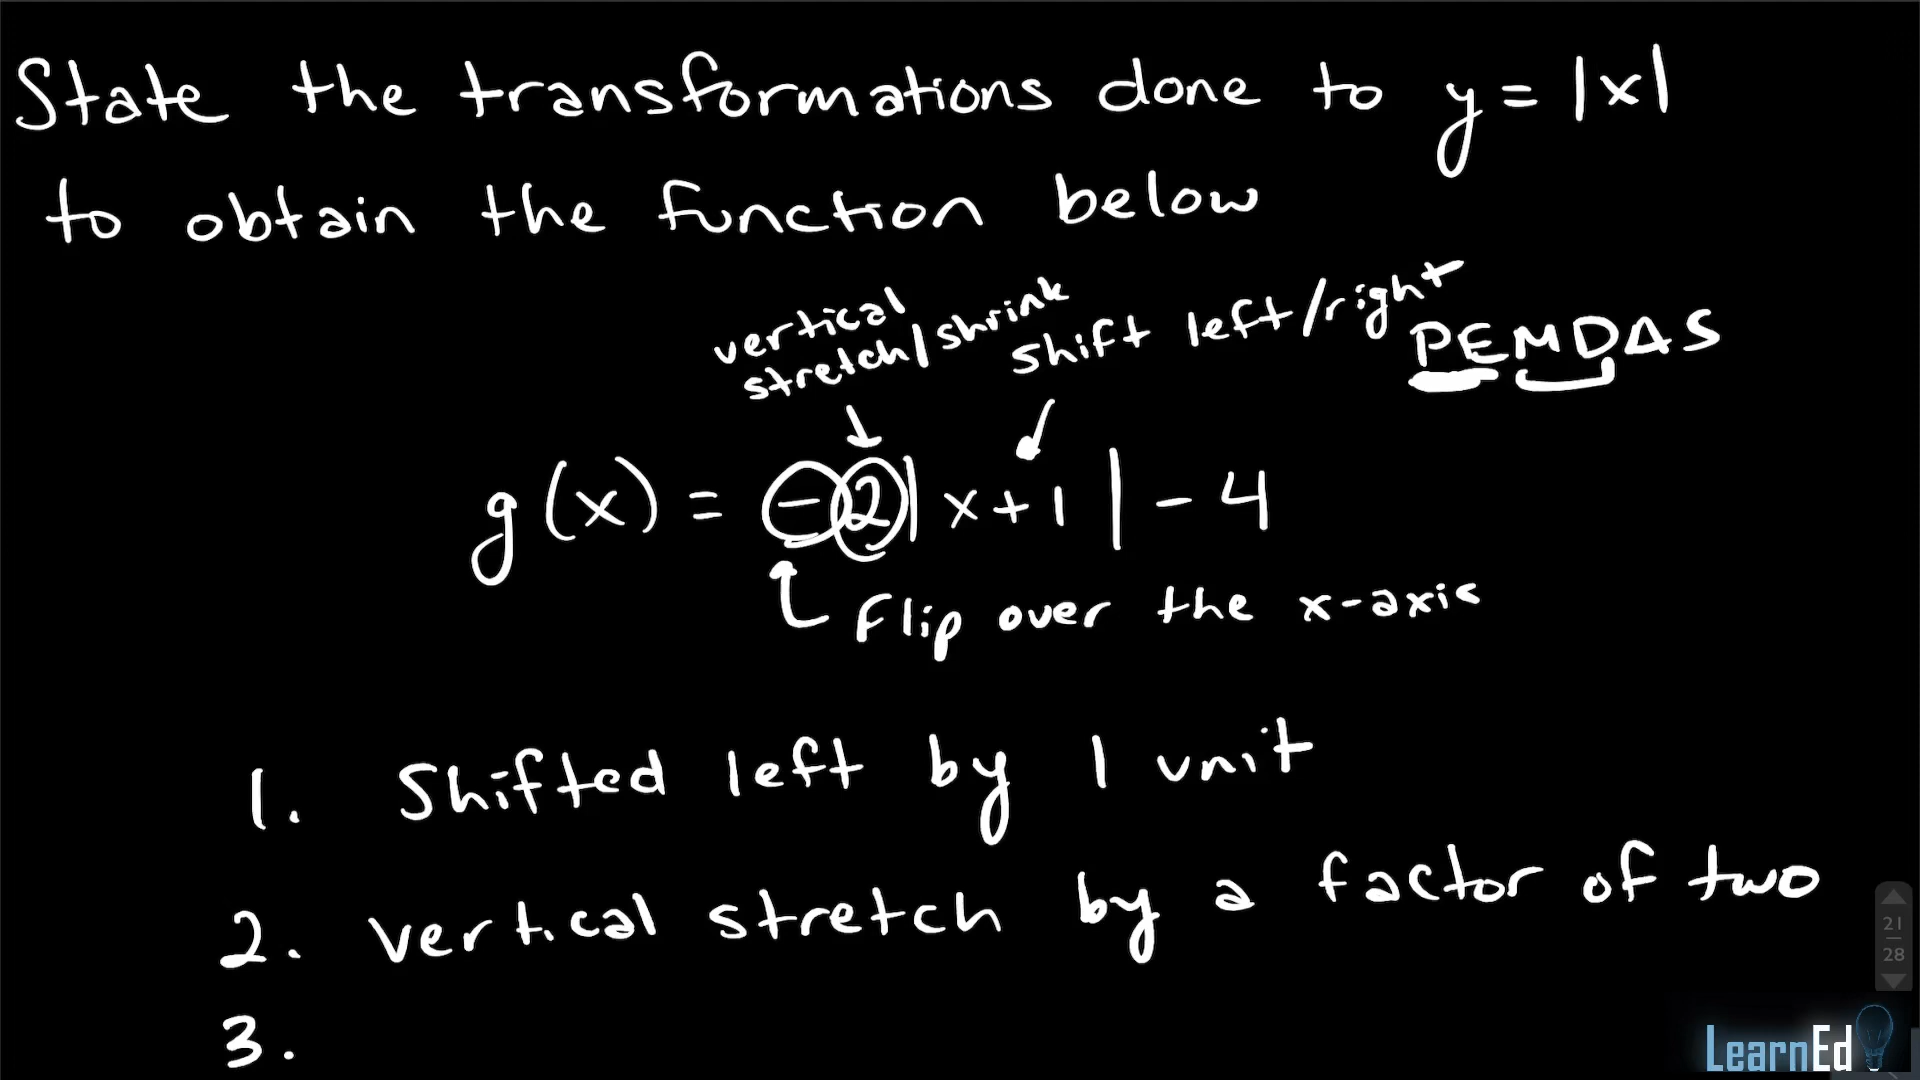 State the transformations done to y = |x|
to obtain the function below
vertical
stretch/shrink
shift left/right
PEMDAS
g(x) = -2|x+1|-4
flip over the x-axis
1. Shifted left by 1 unit
2. vertical stretch by a factor of two
3.
21
28
LearnEd